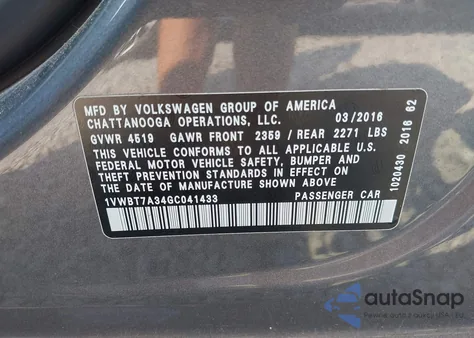 MFD BY VOLKSWAGEN GROUP OF AMERICA
CHATTANOOGA OPERATIONS, LLC. 03/2016
GVWR 4519 GAWR FRONT 2359 / REAR 2271 LBS
THIS VEHICLE CONFORMS TO ALL APPLICABLE U.S.
FEDERAL MOTOR VEHICLE SAFETY, BUMPER AND
THEFT PREVENTION STANDARDS IN EFFECT ON
THE DATE OF MANUFACTURE SHOWN ABOVE.
1VWBT7A34GC041433 PASSENGER CAR
1020430 2016 62
autoSnap